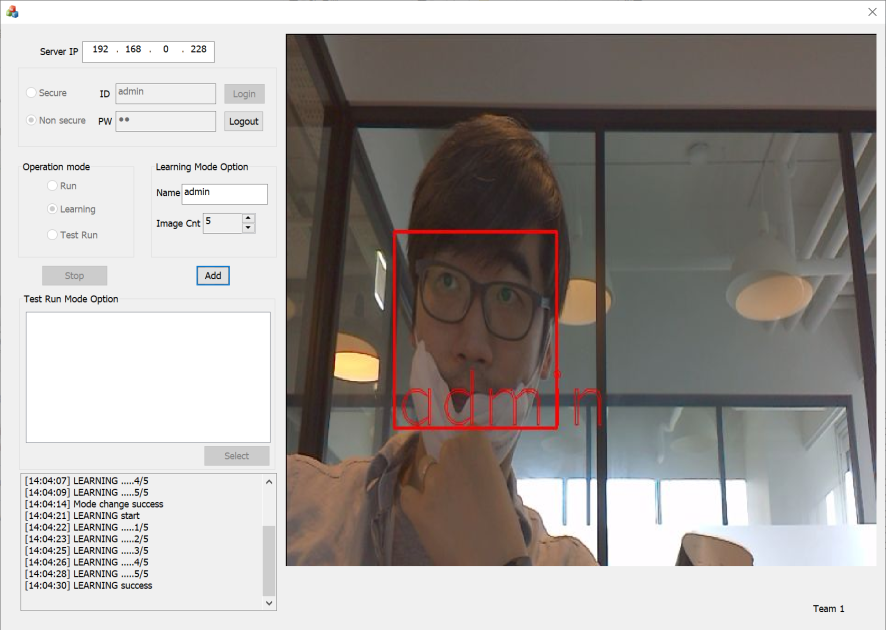 Server IP 192 . 168 . 0 . 228
Secure
ID admin
Login
Non secure
PW ●●
Logout
Operation mode
Run
Learning
Test Run
Learning Mode Option
Name admin
Image Cnt 5
Stop
Add
Test Run Mode Option
Select
[14:04:07] LEARNING .....4/5
[14:04:09] LEARNING .....5/5
[14:04:14] Mode change success
[14:04:21] LEARNING start
[14:04:22] LEARNING .....1/5
[14:04:23] LEARNING .....2/5
[14:04:25] LEARNING .....3/5
[14:04:26] LEARNING .....4/5
[14:04:28] LEARNING .....5/5
[14:04:30] LEARNING success
admin
Team 1